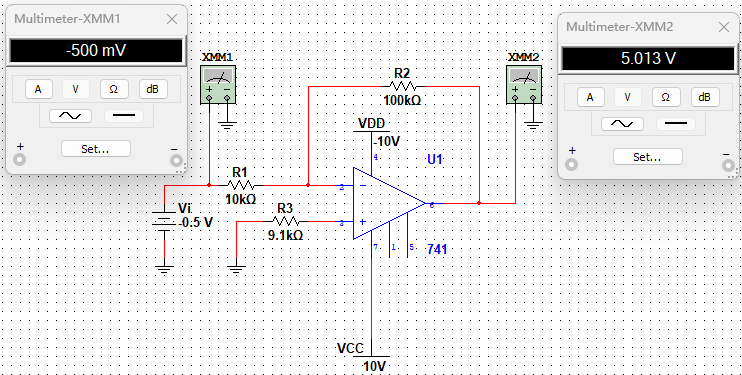 Multimeter-XMM1
-500 mV
A V Ω dB
+ Set... -
Multimeter-XMM2
5.013 V
A V Ω dB
+ Set... -
XMM1
XMM2
R2
100kΩ
VDD
-10V
4
U1
R1
10kΩ
2
6
Vi
-0.5 V
R3
9.1kΩ
3
7
1
5
741
VCC
10V